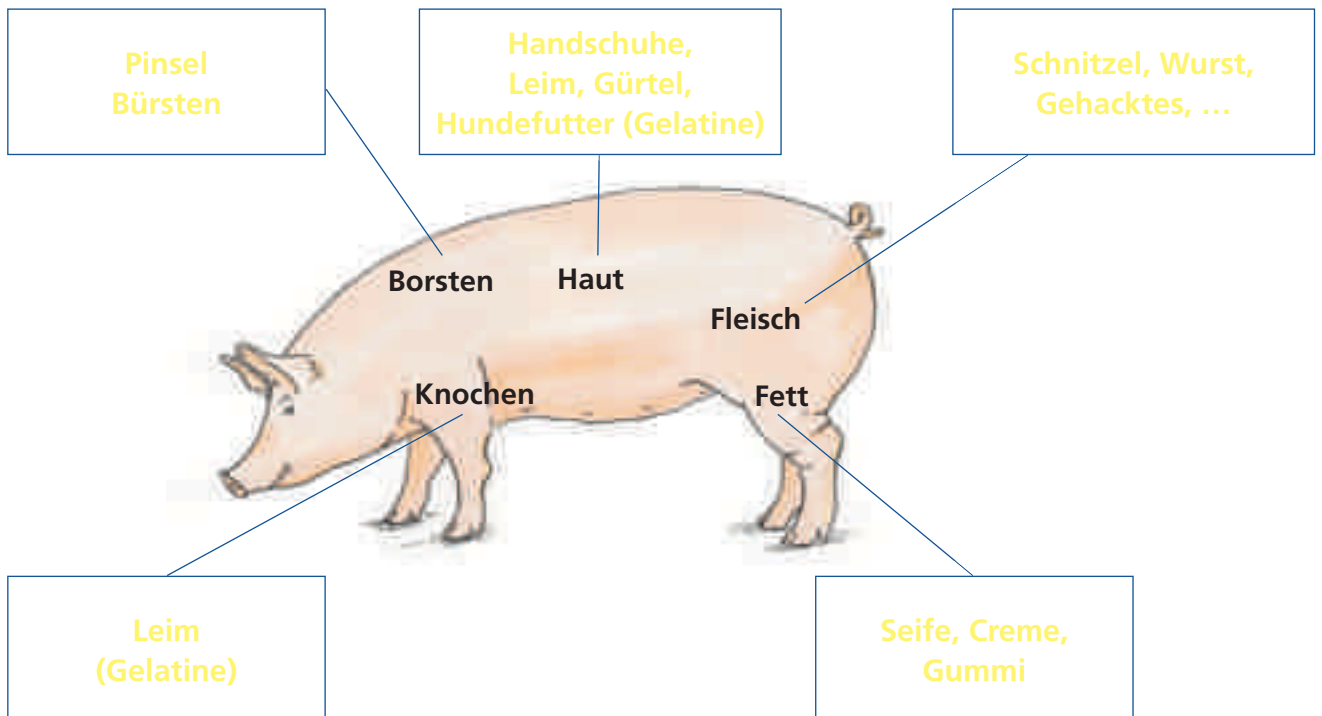 Pinsel
Bürsten
Handschuhe,
Leim, Gürtel,
Hundefutter (Gelatine)
Schnitzel, Wurst,
Gehacktes, …
Borsten
Haut
Fleisch
Knochen
Fett
Leim
(Gelatine)
Seife, Creme,
Gummi